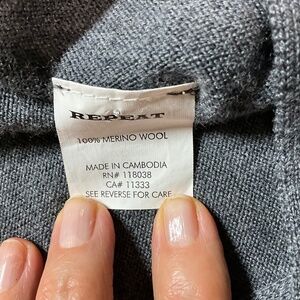 REPEAT
100% MERINO WOOL
MADE IN CAMBODIA
RN# 118038
CA# 11333
SEE REVERSE FOR CARE